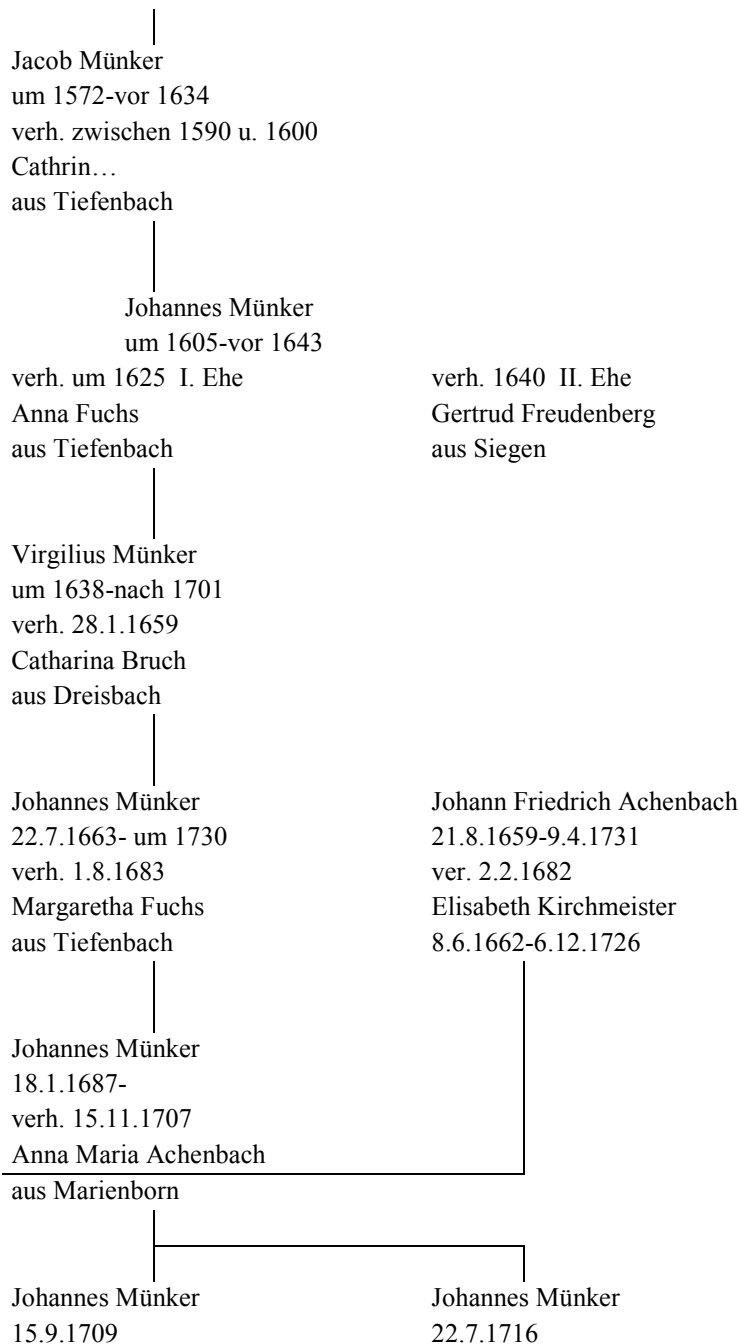 Jacob Münker
um 1572-vor 1634
verh. zwischen 1590 u. 1600
Cathrin…
aus Tiefenbach
Johannes Münker
um 1605-vor 1643
verh. um 1625  I. Ehe
Anna Fuchs
aus Tiefenbach
verh. 1640  II. Ehe
Gertrud Freudenberg
aus Siegen
Virgilius Münker
um 1638-nach 1701
verh. 28.1.1659
Catharina Bruch
aus Dreisbach
Johannes Münker
22.7.1663- um 1730
verh. 1.8.1683
Margaretha Fuchs
aus Tiefenbach
Johann Friedrich Achenbach
21.8.1659-9.4.1731
ver. 2.2.1682
Elisabeth Kirchmeister
8.6.1662-6.12.1726
Johannes Münker
18.1.1687-
verh. 15.11.1707
Anna Maria Achenbach
aus Marienborn
Johannes Münker
15.9.1709
Johannes Münker
22.7.1716